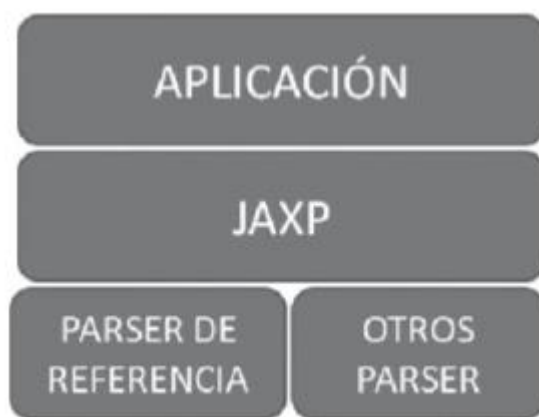 APLICACIÓN
JAXP
PARSER DE
REFERENCIA
OTROS
PARSER